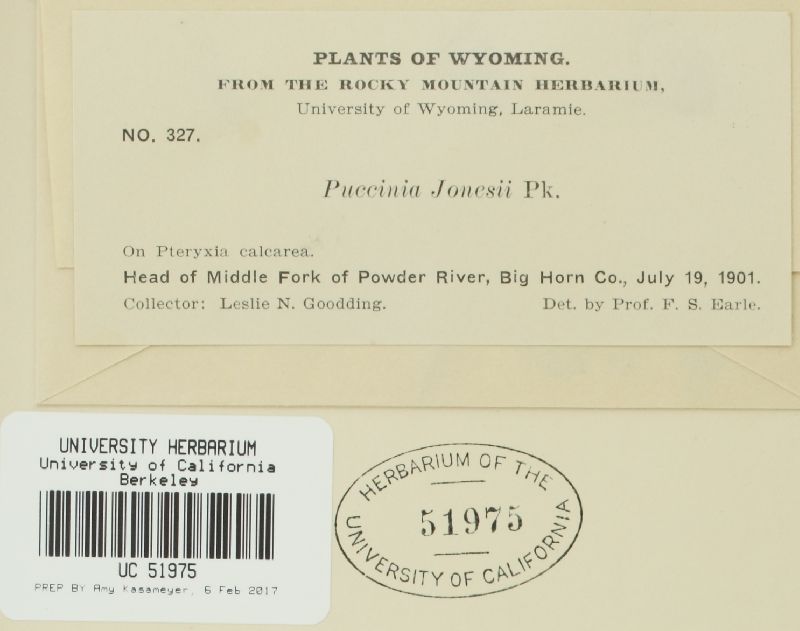 PLANTS OF WYOMING.
FROM THE ROCKY MOUNTAIN HERBARIUM,
University of Wyoming, Laramie.
NO. 327.
Puccinia Jonesii Pk.
On Pteryxia calcarea.
Head of Middle Fork of Powder River, Big Horn Co., July 19, 1901.
Collector: Leslie N. Goodding. Det. by Prof. F. S. Earle.
UNIVERSITY HERBARIUM
University of California
Berkeley
UC 51975
PREP BY Amy Kasameyer, 6 Feb 2017
HERBARIUM OF THE
51975
UNIVERSITY OF CALIFORNIA